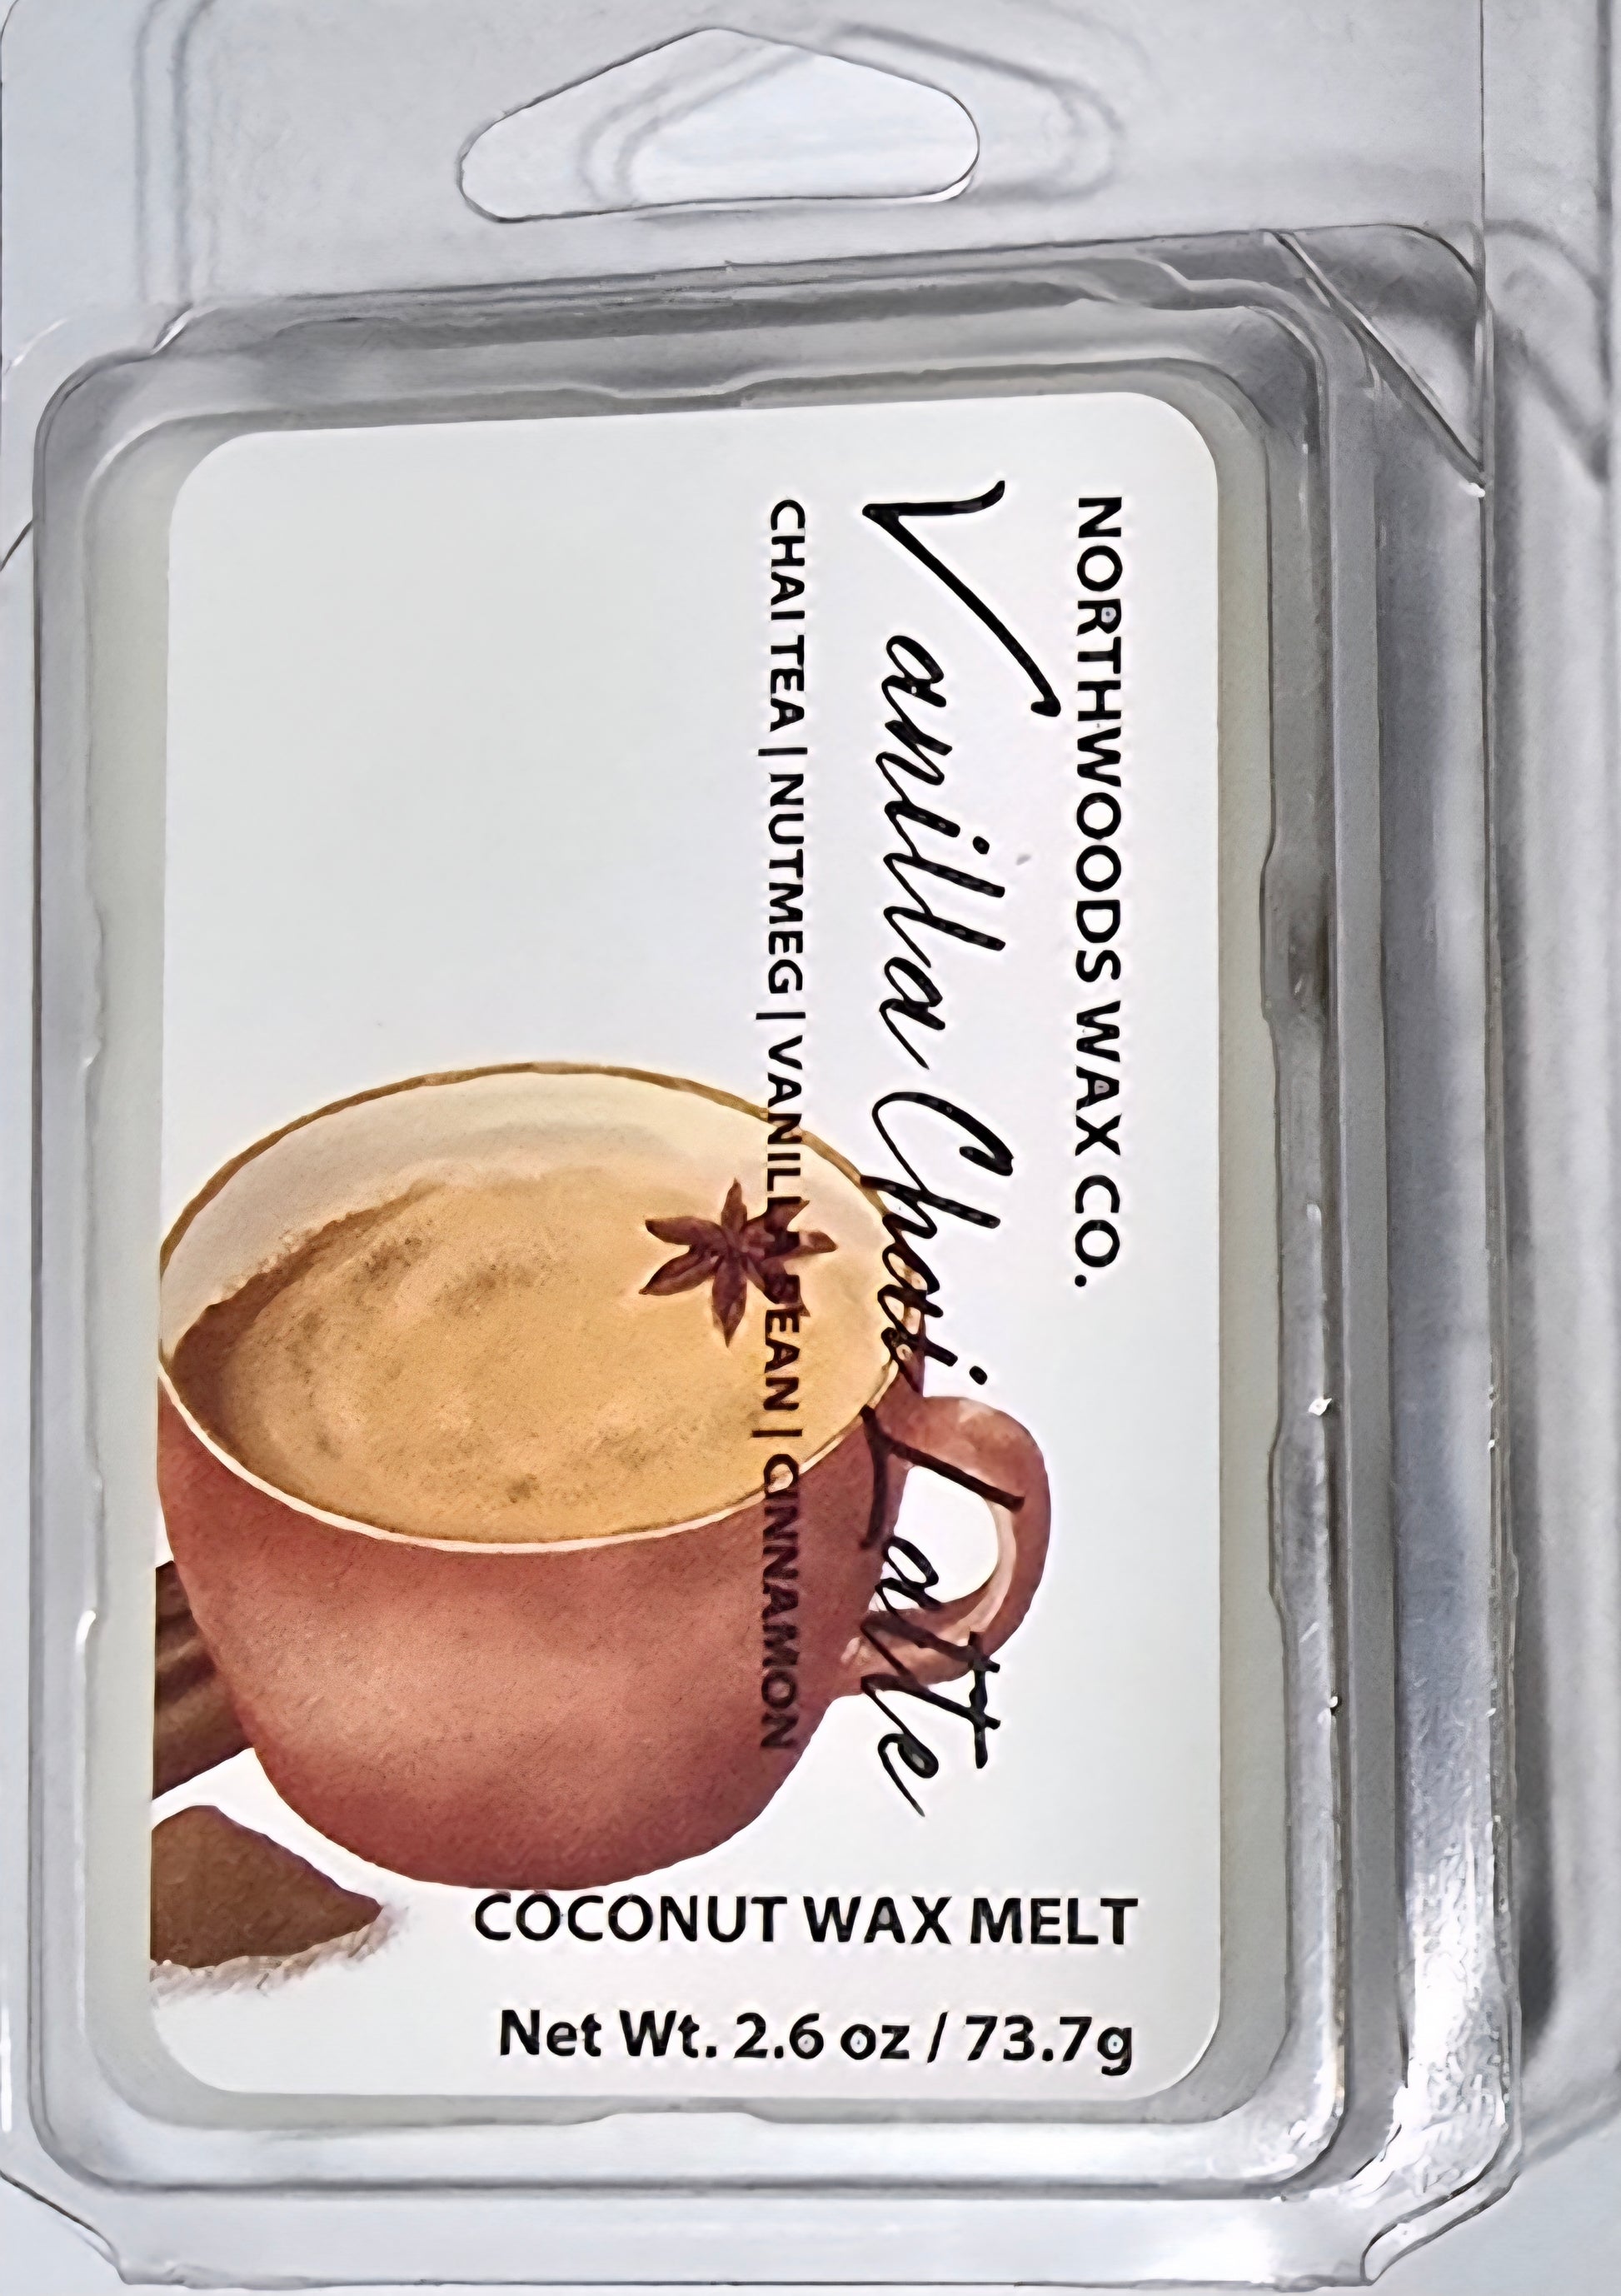 NORTHWOODS WAX CO.
Vanilla Chai Latte
CHAI TEA | NUTMEG | VANILLA BEAN | CINNAMON
COCONUT WAX MELT
Net Wt. 2.6 oz / 73.7g